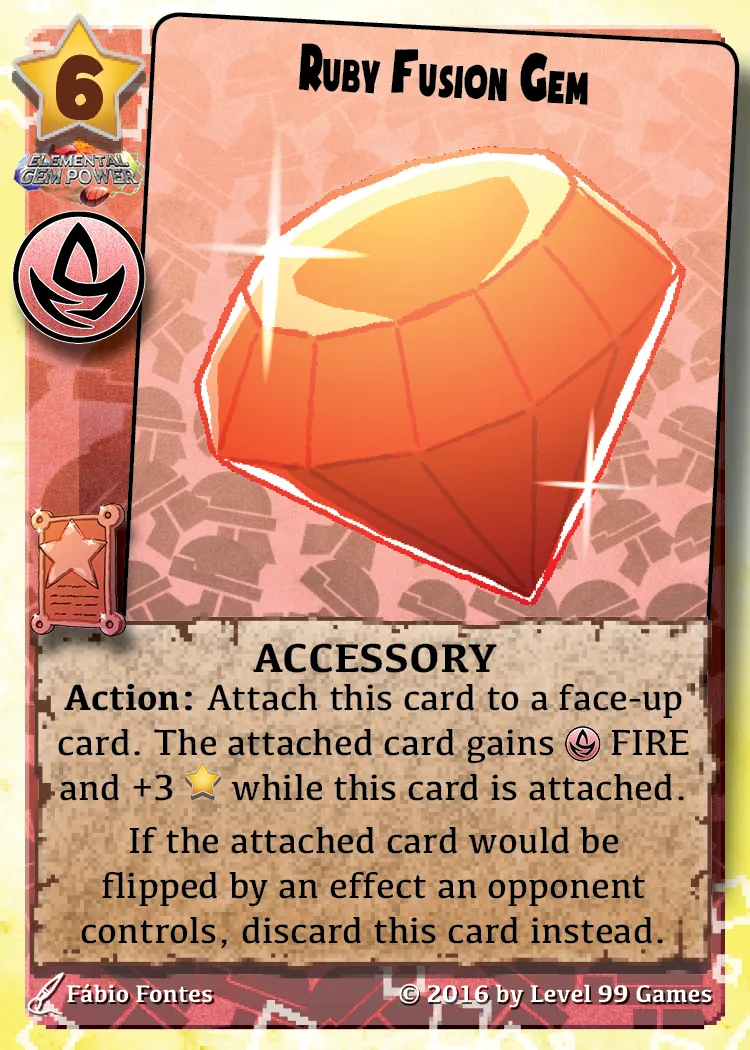 6
RUBY FUSION GEM
ELEMENTAL
GEM POWER
ACCESSORY
Action: Attach this card to a face-up
card. The attached card gains FIRE
and +3 while this card is attached.
If the attached card would be
flipped by an effect an opponent
controls, discard this card instead.
Fábio Fontes
© 2016 by Level 99 Games